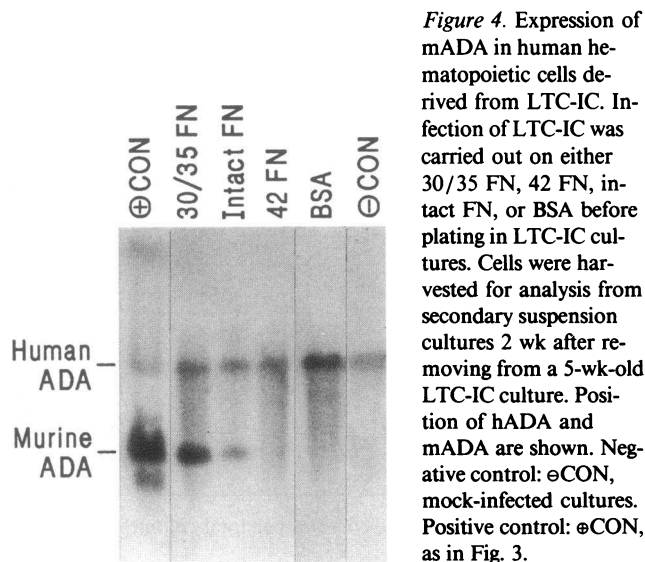 ⊕CON
30/35 FN
Intact FN
42 FN
BSA
⊖CON
Human
ADA
Murine
ADA
Figure 4. Expression of
mADA in human he-
matopoietic cells de-
rived from LTC-IC. In-
fection of LTC-IC was
carried out on either
30/35 FN, 42 FN, in-
tact FN, or BSA before
plating in LTC-IC cul-
tures. Cells were har-
vested for analysis from
secondary suspension
cultures 2 wk after re-
moving from a 5-wk-old
LTC-IC culture. Posi-
tion of hADA and
mADA are shown. Neg-
ative control: ⊖CON,
mock-infected cultures.
Positive control: ⊕CON,
as in Fig. 3.